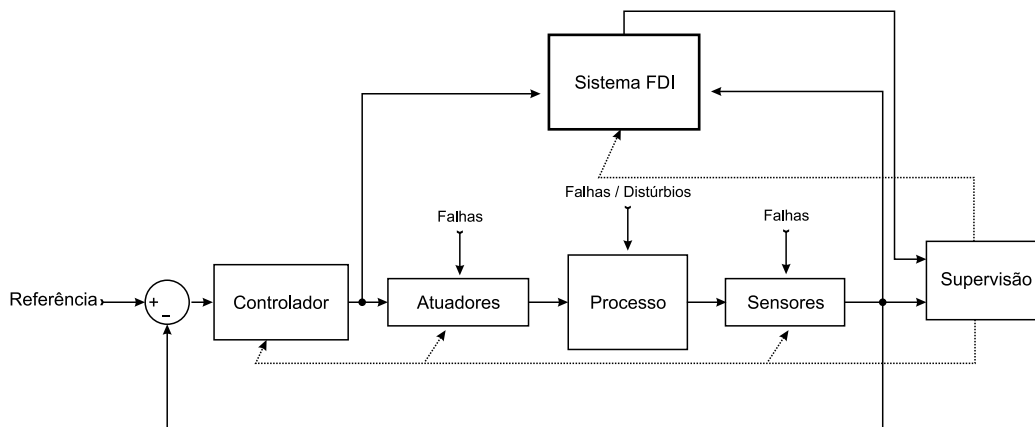 Sistema FDI
Falhas / Distúrbios
Falhas
Falhas
Supervisão
Referência
+
−
Controlador
Atuadores
Processo
Sensores